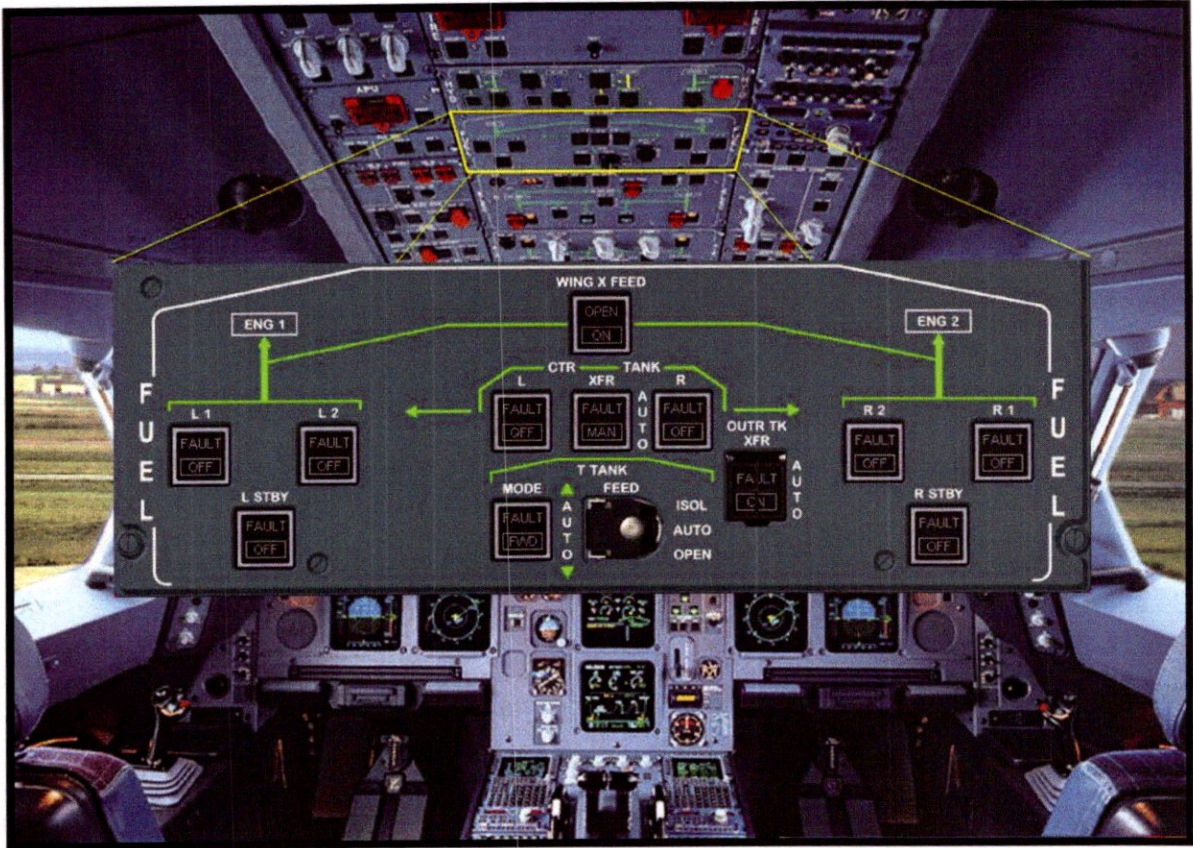 APU
WING X FEED
OPEN
ON
ENG 1
ENG 2
CTR TANK
L
XFR
R
FAULT
OFF
FAULT
MAN
AUTO
FAULT
OFF
L 1
L 2
FAULT
OFF
FAULT
OFF
R 2
R 1
FAULT
OFF
FAULT
OFF
OUTR TK
XFR
FAULT
ON
AUTO
T TANK
MODE
FEED
FAULT
FWD
AUTO
ISOL
AUTO
OPEN
L STBY
FAULT
OFF
R STBY
FAULT
OFF
FUEL
FUEL